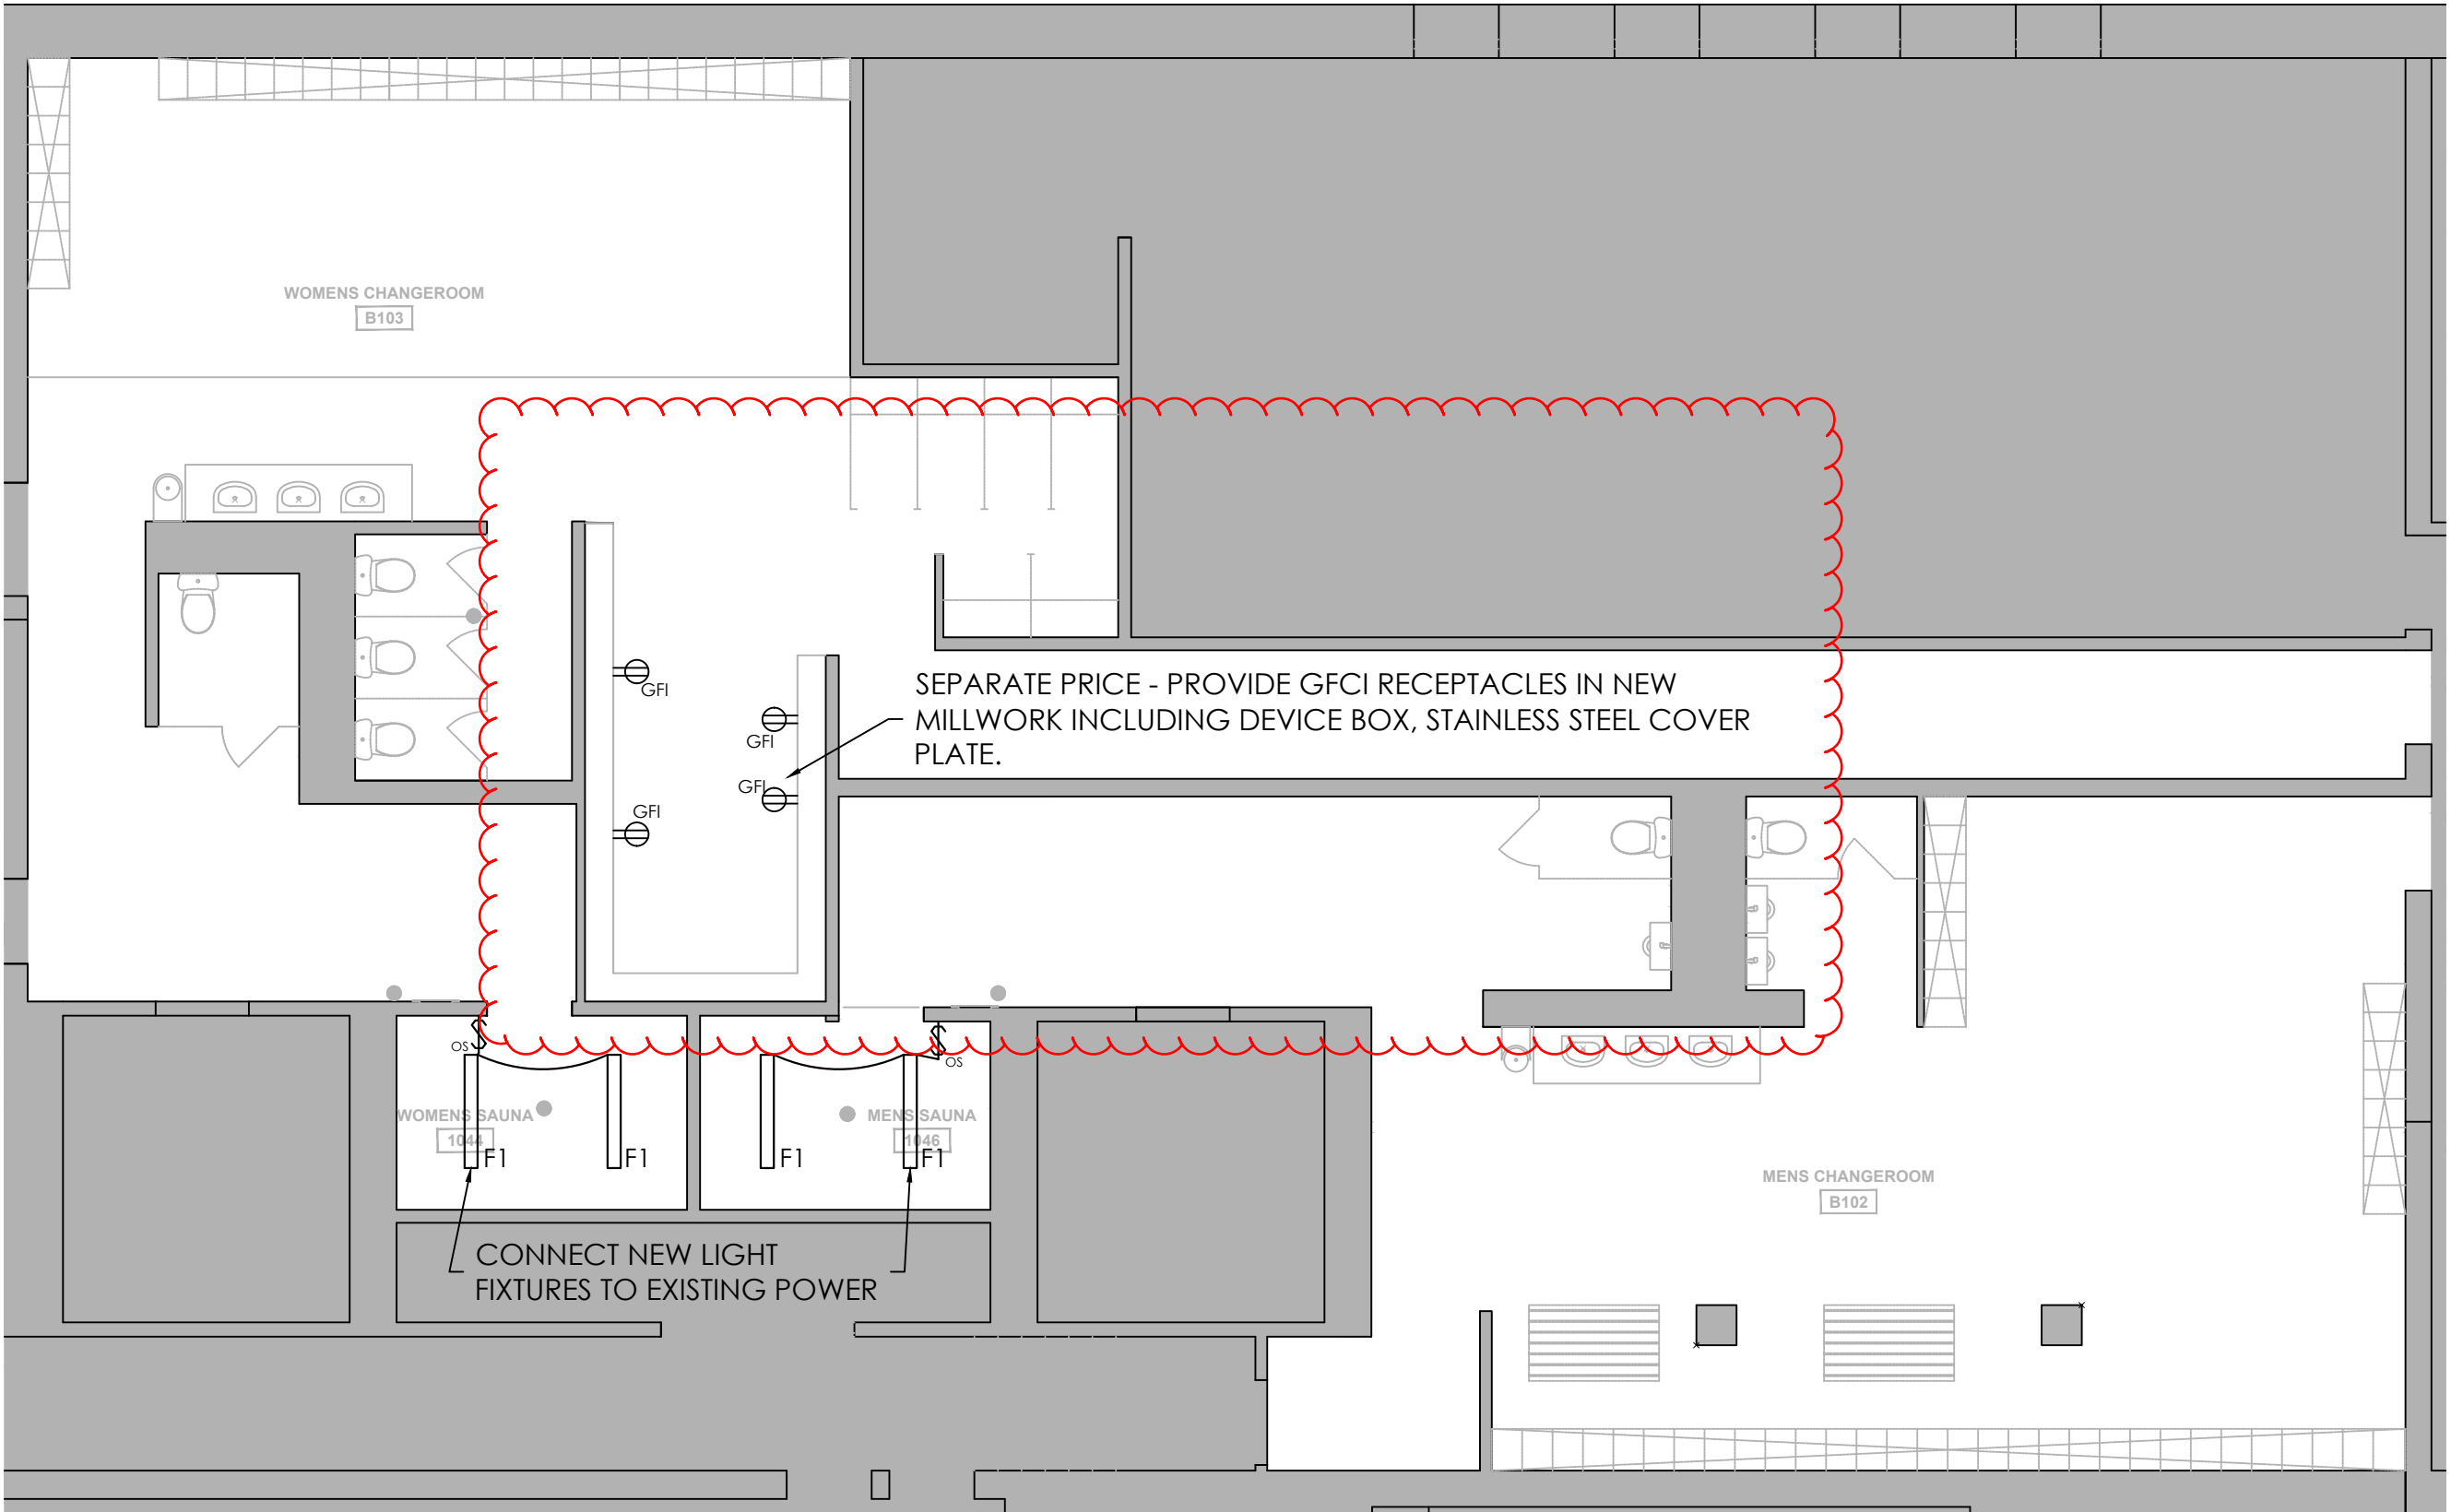 WOMENS CHANGEROOM
B103
GFI
SEPARATE PRICE - PROVIDE GFCI RECEPTACLES IN NEW
MILLWORK INCLUDING DEVICE BOX, STAINLESS STEEL COVER
PLATE.
GFI
GFI
GFI
OS
OS
WOMENS SAUNA
1044
MENS SAUNA
1046
F1
F1
F1
F1
MENS CHANGEROOM
B102
CONNECT NEW LIGHT
FIXTURES TO EXISTING POWER